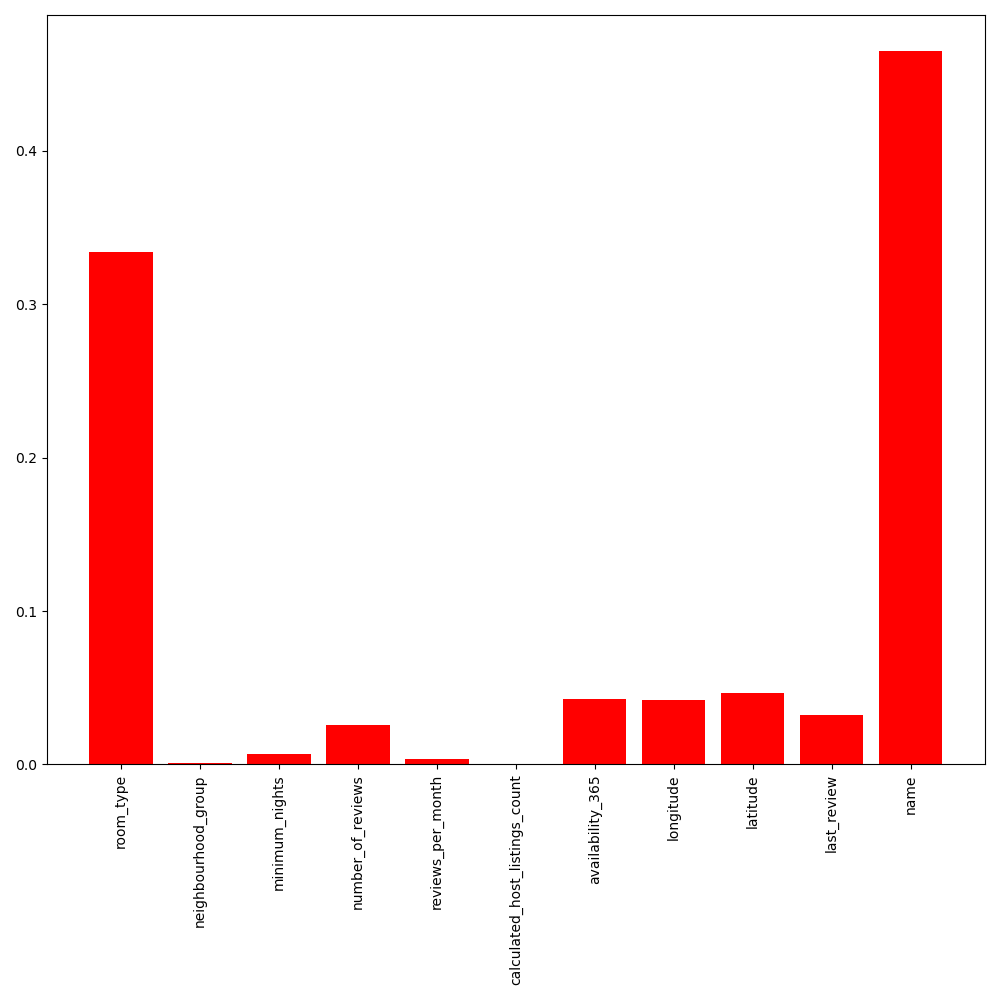 0.4
0.3
0.2
0.1
0.0
room_type
neighbourhood_group
minimum_nights
number_of_reviews
reviews_per_month
calculated_host_listings_count
availability_365
longitude
latitude
last_review
name